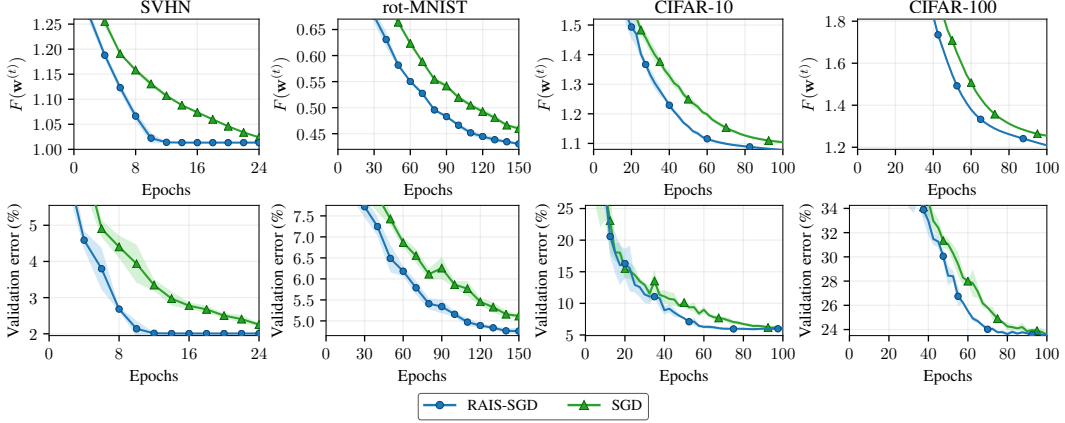 SVHN
rot-MNIST
CIFAR-10
CIFAR-100
F(w^(t))
1.25
1.20
1.15
1.10
1.05
1.00
0 8 16 24
Epochs
F(w^(t))
0.65
0.60
0.55
0.50
0.45
0 30 60 90 120 150
Epochs
F(w^(t))
1.5
1.4
1.3
1.2
1.1
0 20 40 60 80 100
Epochs
F(w^(t))
1.8
1.6
1.4
1.2
0 20 40 60 80 100
Epochs
Validation error (%)
5
4
3
2
0 8 16 24
Epochs
Validation error (%)
7.5
7.0
6.5
6.0
5.5
5.0
0 30 60 90 120 150
Epochs
Validation error (%)
25
20
15
10
5
0 20 40 60 80 100
Epochs
Validation error (%)
34
32
30
28
26
24
0 20 40 60 80 100
Epochs
RAIS-SGD SGD